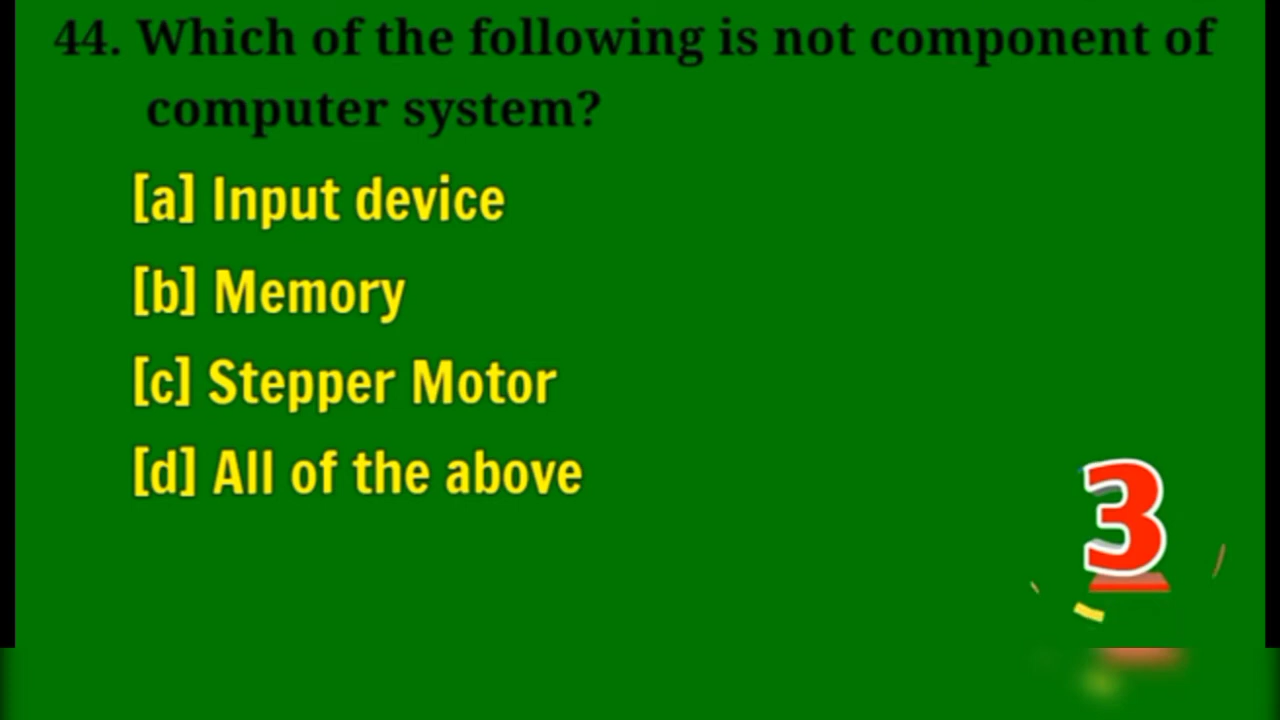 44. Which of the following is not component of
computer system?
[a] Input device
[b] Memory
[c] Stepper Motor
[d] All of the above
3